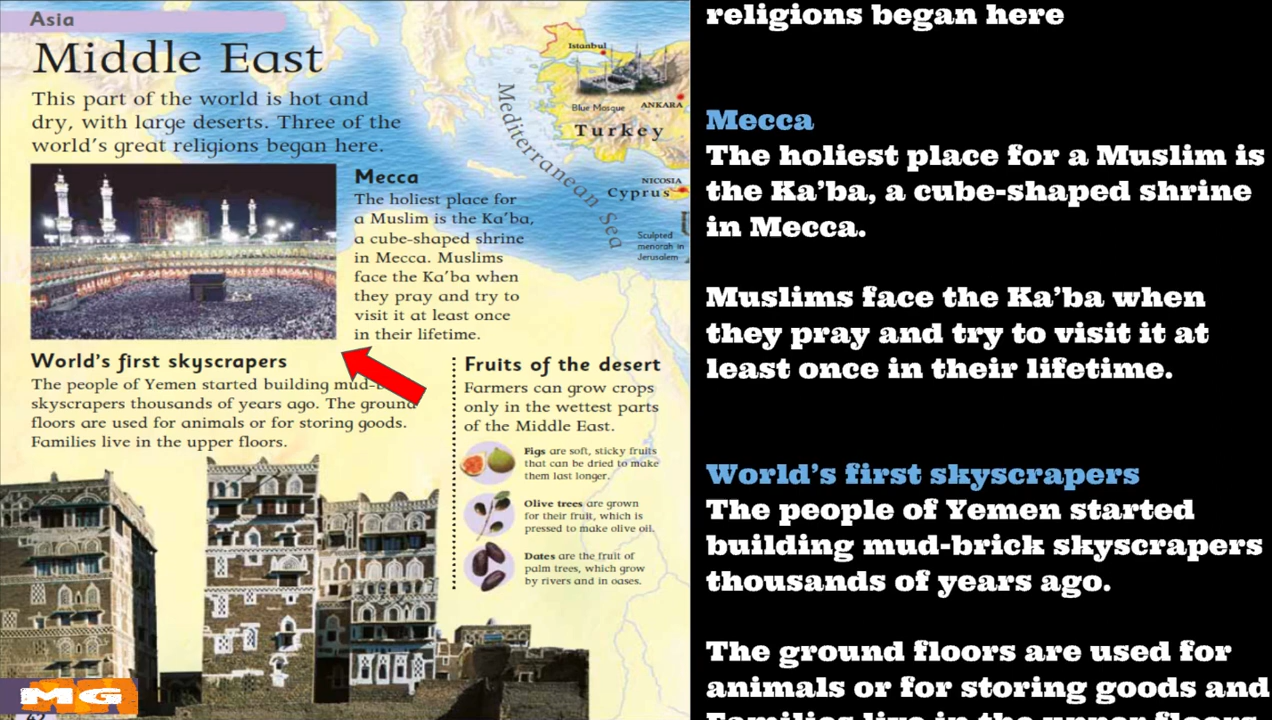 Asia
Middle East
This part of the world is hot and
dry, with large deserts. Three of the
world's great religions began here.
Mecca
The holiest place for
a Muslim is the Ka'ba,
a cube-shaped shrine
in Mecca. Muslims
face the Ka'ba when
they pray and try to
visit it at least once
in their lifetime.
World's first skyscrapers
The people of Yemen started building mud-
skyscrapers thousands of years ago. The ground
floors are used for animals or for storing goods.
Families live in the upper floors.
Fruits of the desert
Farmers can grow crops
only in the wettest parts
of the Middle East.
Figs are soft, sticky fruits
that can be dried to make
them last longer.
Olive trees are grown
for their fruit, which is
pressed to make olive oil.
Dates are the fruit of
palm trees, which grow
by rivers and in oases.
Istanbul
Blue Mosque
ANKARA
Turkey
Mediterranean Sea
NICOSIA
Cyprus
Sculpted
menorah in
Jerusalem
MG
religions began here
Mecca
The holiest place for a Muslim is
the Ka'ba, a cube-shaped shrine
in Mecca.
Muslims face the Ka'ba when
they pray and try to visit it at
least once in their lifetime.
World's first skyscrapers
The people of Yemen started
building mud-brick skyscrapers
thousands of years ago.
The ground floors are used for
animals or for storing goods and
Families live in the upper floors